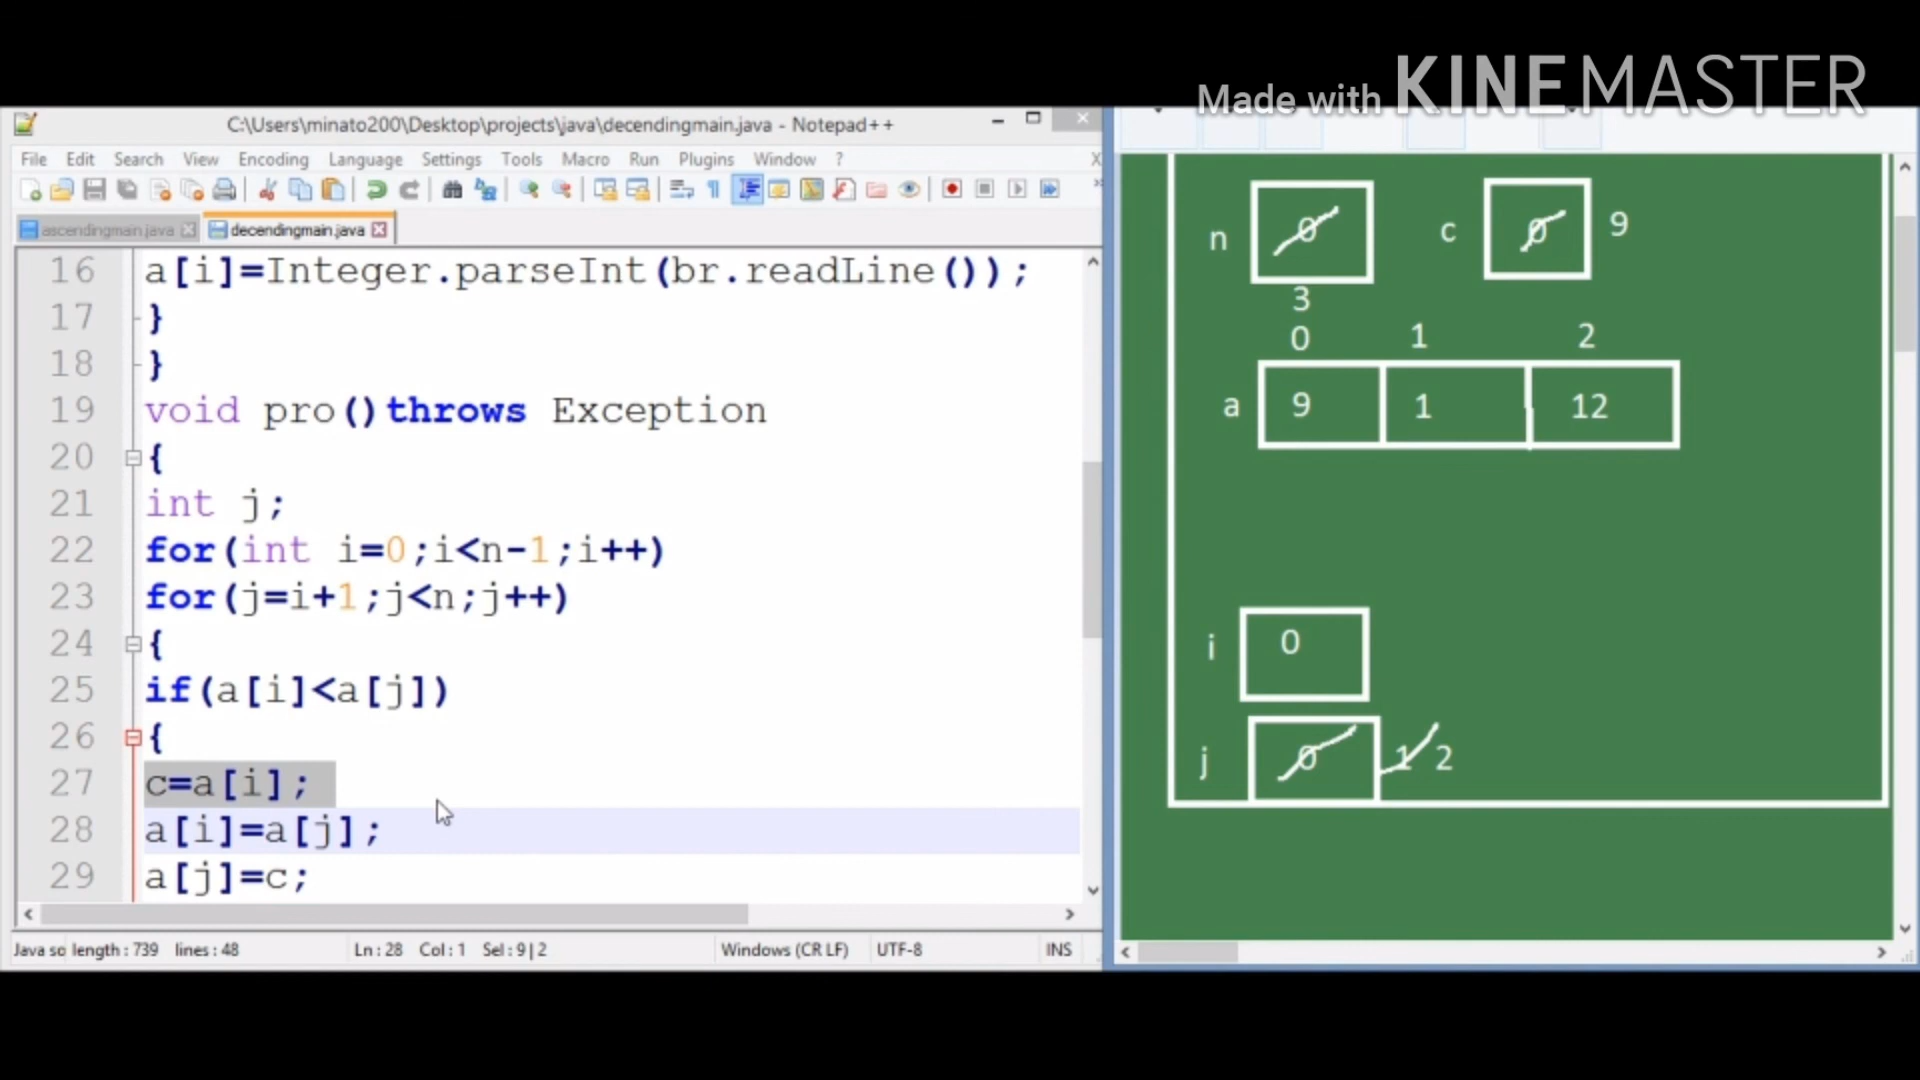 Made with KINEMASTER
C:\Users\minato200\Desktop\projects\java\decendingmain.java - Notepad++
File Edit Search View Encoding Language Settings Tools Macro Run Plugins Window ? X
ascendingmain.java decendingmain.java
16 a[i]=Integer.parseInt(br.readLine());
17 }
18 }
19 void pro()throws Exception
20 {
21 int j;
22 for(int i=0;i<n-1;i++)
23 for(j=i+1;j<n;j++)
24 {
25 if(a[i]<a[j])
26 {
27 c=a[i];
28 a[i]=a[j];
29 a[j]=c;
Java so length : 739 lines : 48 Ln : 28 Col : 1 Sel : 9 | 2 Windows (CR LF) UTF-8 INS
n 0 c 0 9
3
0 1 2
a 9 1 12
i 0
j 0 1 2